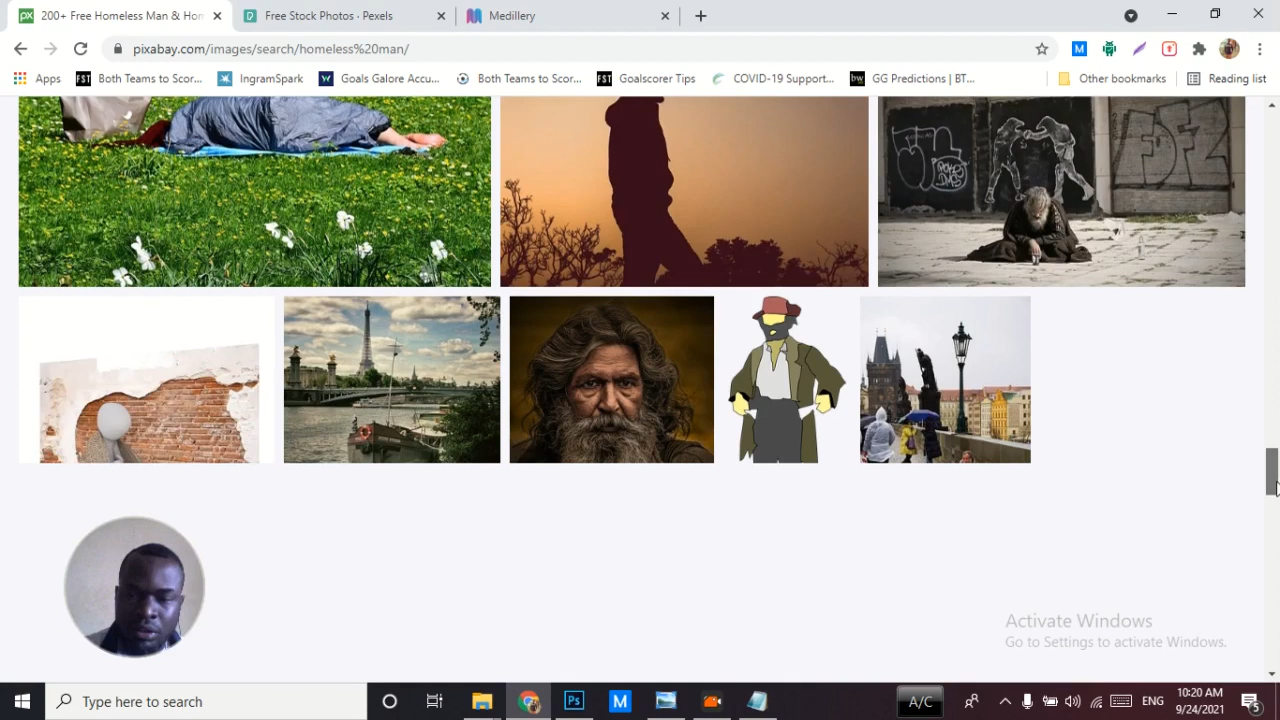 200+ Free Homeless Man & Hom
Free Stock Photos · Pexels
Medillery
pixabay.com/images/search/homeless%20man/
Apps
Both Teams to Scor...
IngramSpark
Goals Galore Accu...
Both Teams to Scor...
Goalscorer Tips
COVID-19 Support...
GG Predictions | BT...
Other bookmarks
Reading list
Activate Windows
Go to Settings to activate Windows.
Type here to search
A/C
ENG
10:20 AM
9/24/2021
5